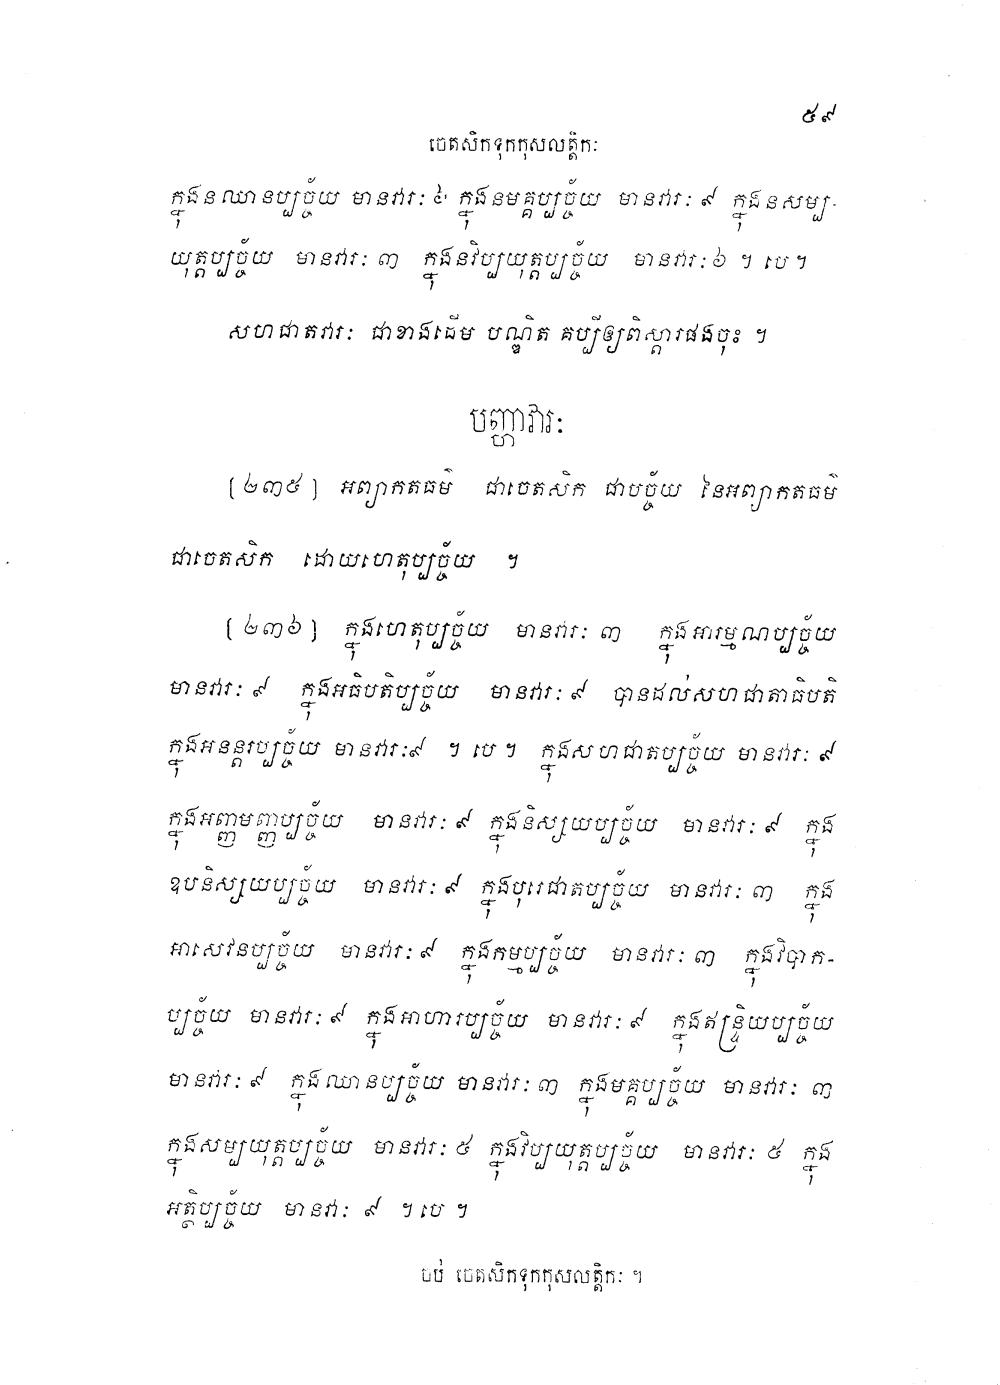 ៥៩
ចេតសិកទុកកុសលត្តិកៈ
ក្នុងនឈានប្បច្ច័យ មានវារៈ ៩ ក្នុងនមគ្គប្បច្ច័យ មានវារៈ ៩ ក្នុងនសម្ប-
យុត្តប្បច្ច័យ មានវារៈ ៣ ក្នុងនវិប្បយុត្តប្បច្ច័យ មានវារៈ ៦ ។ បេ ។
សហជាតវារៈ ជាខាងដើម បណ្ឌិត គប្បីឲ្យពិស្តារផងចុះ ។
បញ្ហាវារៈ
[២៣៥] អព្យាកតធម៌ ជាចេតសិក ជាបច្ច័យ នៃអព្យាកតធម៌
ជាចេតសិក ដោយហេតុប្បច្ច័យ ។
[២៣៦] ក្នុងហេតុប្បច្ច័យ មានវារៈ ៣ ក្នុងអារម្មណប្បច្ច័យ
មានវារៈ ៩ ក្នុងអធិបតិប្បច្ច័យ មានវារៈ ៩ បានដល់សហជាតាធិបតិ
ក្នុងអនន្តរប្បច្ច័យ មានវារៈ៩ ។ បេ ។ ក្នុងសហជាតប្បច្ច័យ មានវារៈ ៩
ក្នុងអញ្ញមញ្ញប្បច្ច័យ មានវារៈ ៩ ក្នុងនិស្សយប្បច្ច័យ មានវារៈ ៩ ក្នុង
ឧបនិស្សយប្បច្ច័យ មានវារៈ ៩ ក្នុងបុរេជាតប្បច្ច័យ មានវារៈ ៣ ក្នុង
អាសេវនប្បច្ច័យ មានវារៈ ៩ ក្នុងកម្មប្បច្ច័យ មានវារៈ ៣ ក្នុងវិបាក-
ប្បច្ច័យ មានវារៈ ៩ ក្នុងអាហារប្បច្ច័យ មានវារៈ ៩ ក្នុងឥន្ទ្រិយប្បច្ច័យ
មានវារៈ ៩ ក្នុងឈានប្បច្ច័យ មានវារៈ ៣ ក្នុងមគ្គប្បច្ច័យ មានវារៈ ៣
ក្នុងសម្បយុត្តប្បច្ច័យ មានវារៈ ៥ ក្នុងវិប្បយុត្តប្បច្ច័យ មានវារៈ ៥ ក្នុង
អត្ថិប្បច្ច័យ មានវារៈ ៩ ។ បេ ។
ចប់ ចេតសិកទុកកុសលត្តិកៈ ។